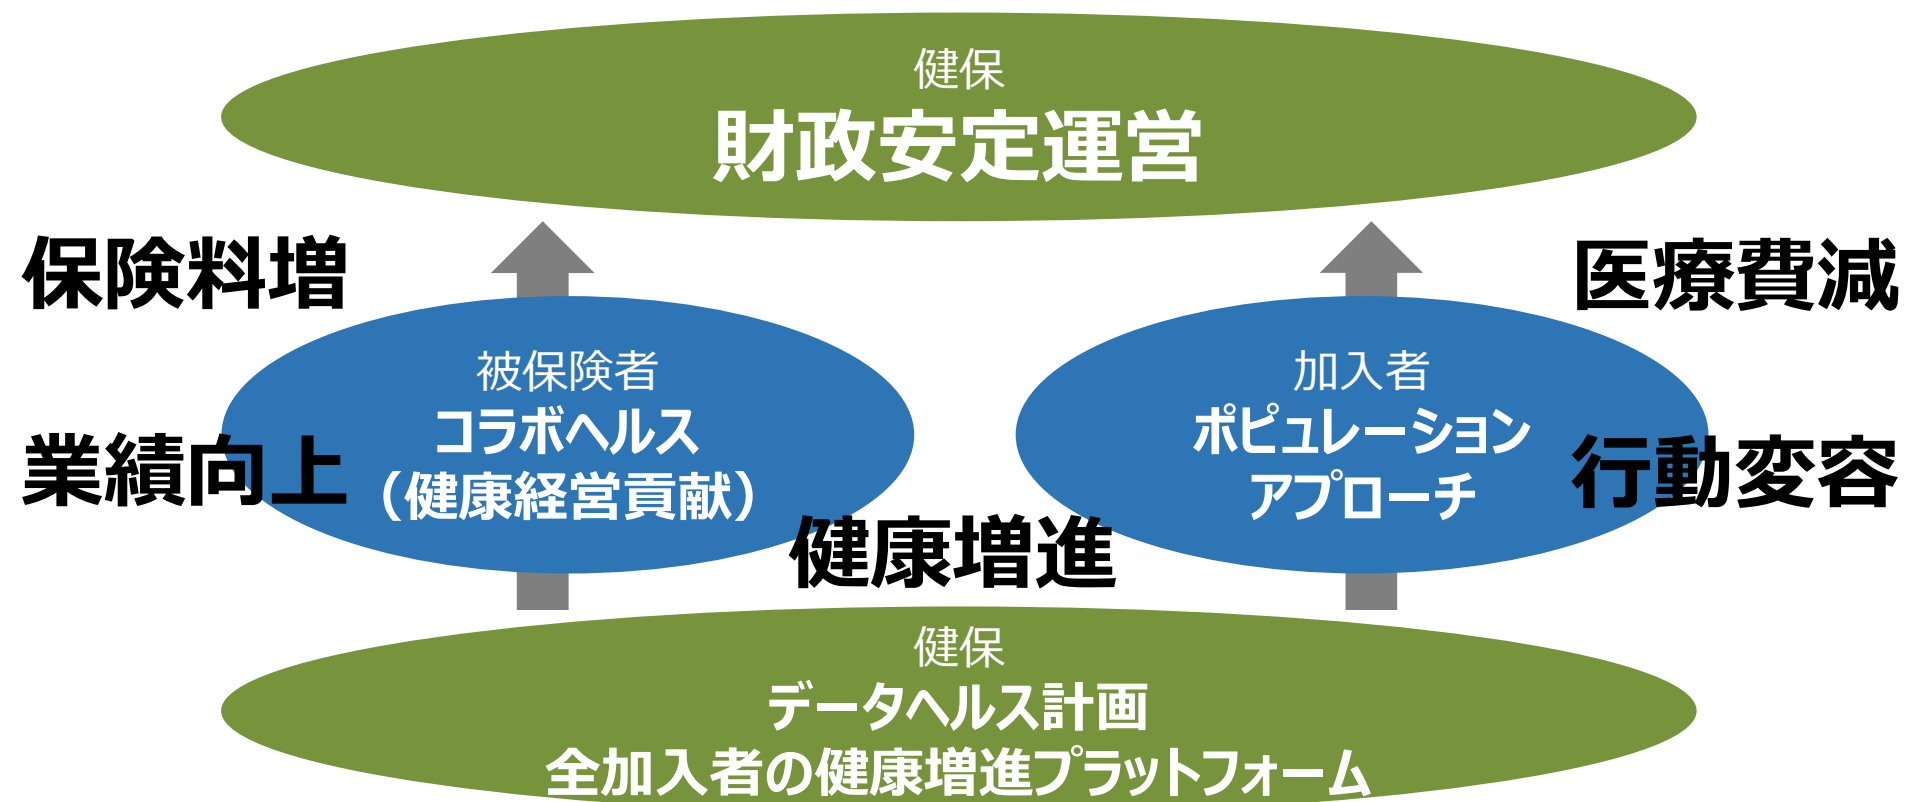 健保
財政安定運営
保険料増
医療費減
被保険者
コラボヘルス
（健康経営貢献）
加入者
ポピュレーション
アプローチ
業績向上
行動変容
健康増進
健保
データヘルス計画
全加入者の健康増進プラットフォーム